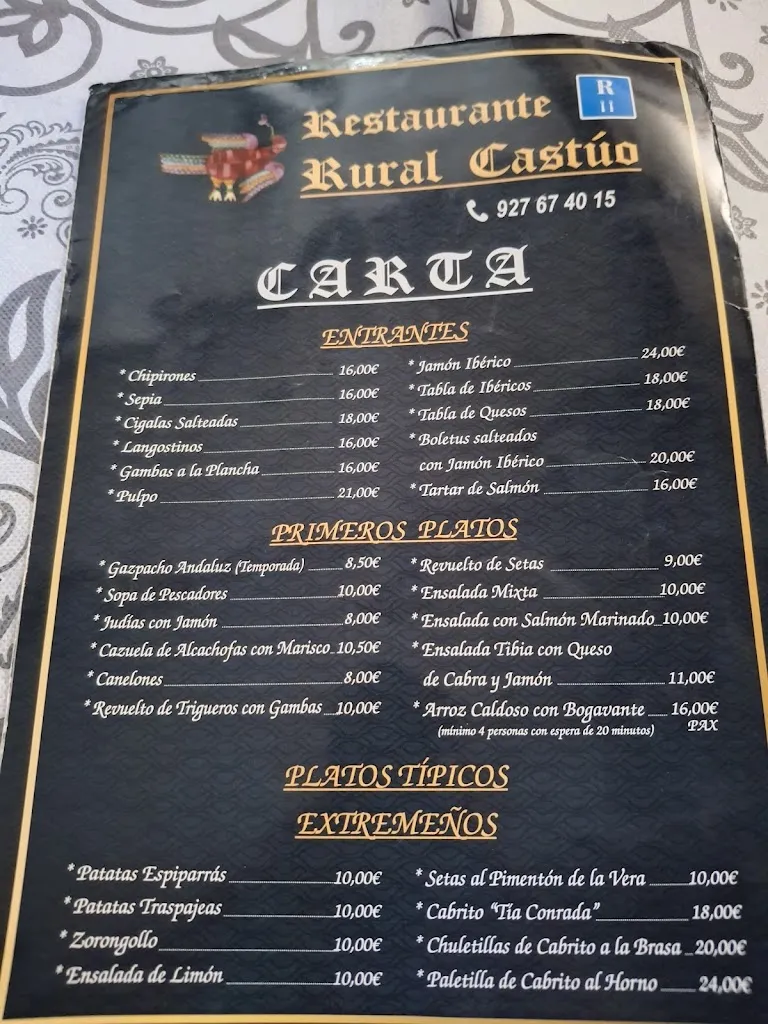 R
II
Restaurante
Rural Castúo
927 67 40 15
CARTA
ENTRANTES
* Chipirones 16,00€
* Sepia 16,00€
* Cigalas Salteadas 18,00€
* Langostinos 16,00€
* Gambas a la Plancha 16,00€
* Pulpo 21,00€
* Jamón Ibérico 24,00€
* Tabla de Ibéricos 18,00€
* Tabla de Quesos 18,00€
* Boletus salteados
con Jamón Ibérico 20,00€
* Tartar de Salmón 16,00€
PRIMEROS PLATOS
* Gazpacho Andaluz (Temporada) 8,50€
* Sopa de Pescadores 10,00€
* Judías con Jamón 8,00€
* Cazuela de Alcachofas con Marisco 10,50€
* Canelones 8,00€
* Revuelto de Trigueros con Gambas 10,00€
* Revuelto de Setas 9,00€
* Ensalada Mixta 10,00€
* Ensalada con Salmón Marinado 10,00€
* Ensalada Tibia con Queso
de Cabra y Jamón 11,00€
* Arroz Caldoso con Bogavante 16,00€
(mínimo 4 personas con espera de 20 minutos) PAX
PLATOS TÍPICOS
EXTREMEÑOS
* Patatas Espiparrás 10,00€
* Patatas Traspajeas 10,00€
* Zorongollo 10,00€
* Ensalada de Limón 10,00€
* Setas al Pimentón de la Vera 10,00€
* Cabrito "Tía Conrada" 18,00€
* Chuletillas de Cabrito a la Brasa 20,00€
* Paletilla de Cabrito al Horno 24,00€